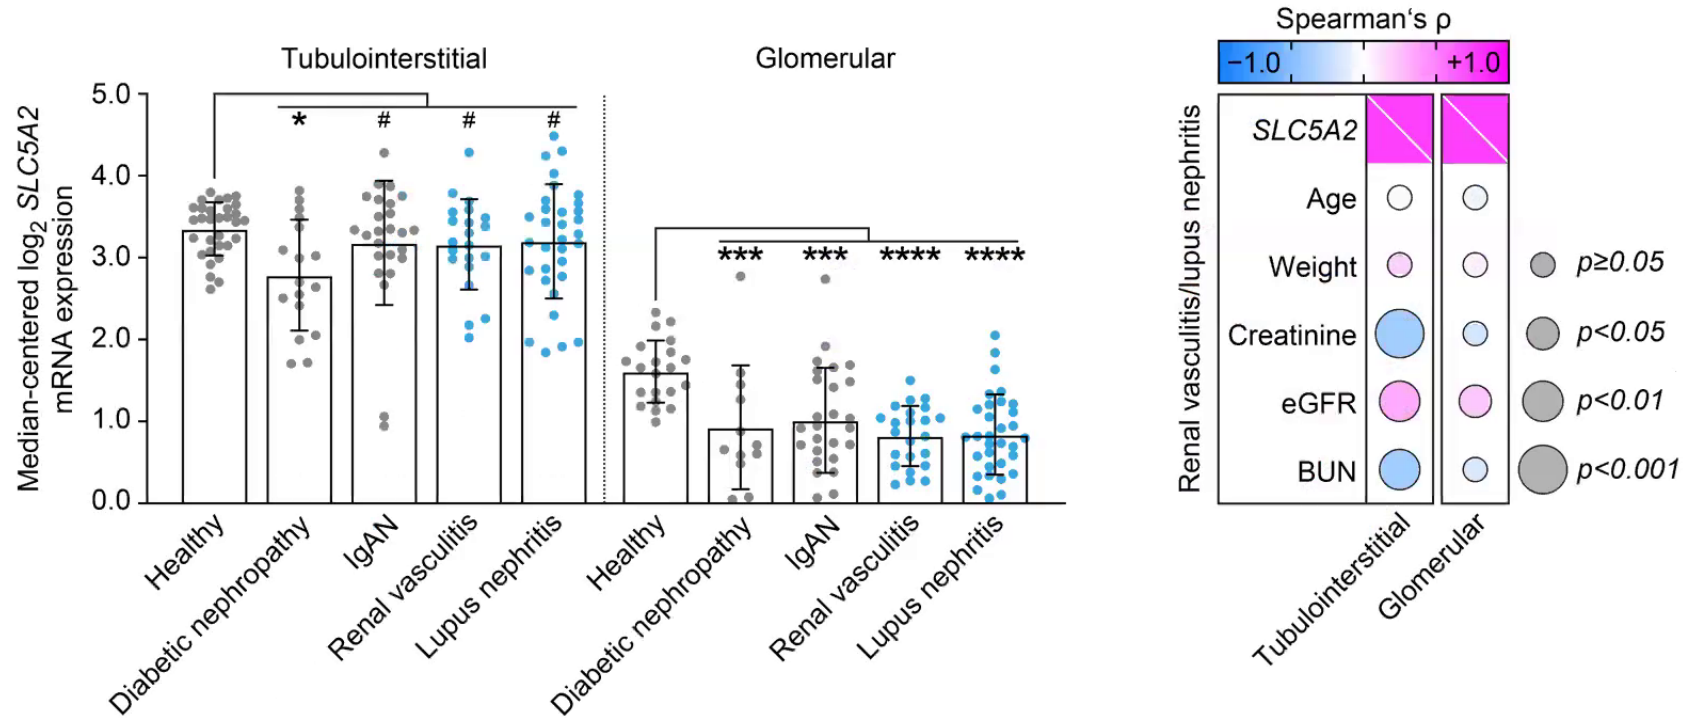 Tubulointerstitial
Glomerular
Median-centered log2 SLC5A2
mRNA expression
5.0
4.0
3.0
2.0
1.0
0.0
* # # #
*** *** **** ****
Healthy
Diabetic nephropathy
IgAN
Renal vasculitis
Lupus nephritis
Healthy
Diabetic nephropathy
IgAN
Renal vasculitis
Lupus nephritis
Spearman‘s ρ
−1.0 +1.0
Renal vasculitis/lupus nephritis
SLC5A2
Age
Weight
Creatinine
eGFR
BUN
Tubulointerstitial
Glomerular
p≥0.05
p<0.05
p<0.01
p<0.001